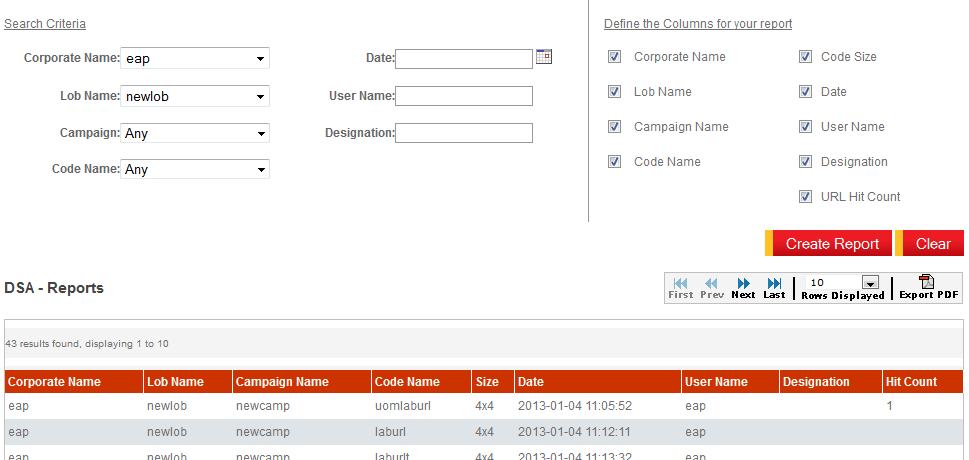 Search Criteria
Corporate Name: eap
Date:
Lob Name: newlob
User Name:
Campaign: Any
Designation:
Code Name: Any
Define the Columns for your report
Corporate Name Code Size
Lob Name Date
Campaign Name User Name
Code Name Designation
URL Hit Count
Create Report Clear
DSA - Reports
First Prev Next Last 10 Rows Displayed Export PDF
43 results found, displaying 1 to 10
Corporate Name Lob Name Campaign Name Code Name Size Date User Name Designation Hit Count
eap newlob newcamp uomlaburl 4x4 2013-01-04 11:05:52 eap 1
eap newlob newcamp laburl 4x4 2013-01-04 11:12:11 eap
eap newlob newcamp laburlt 4x4 2013-01-04 11:13:32 eap